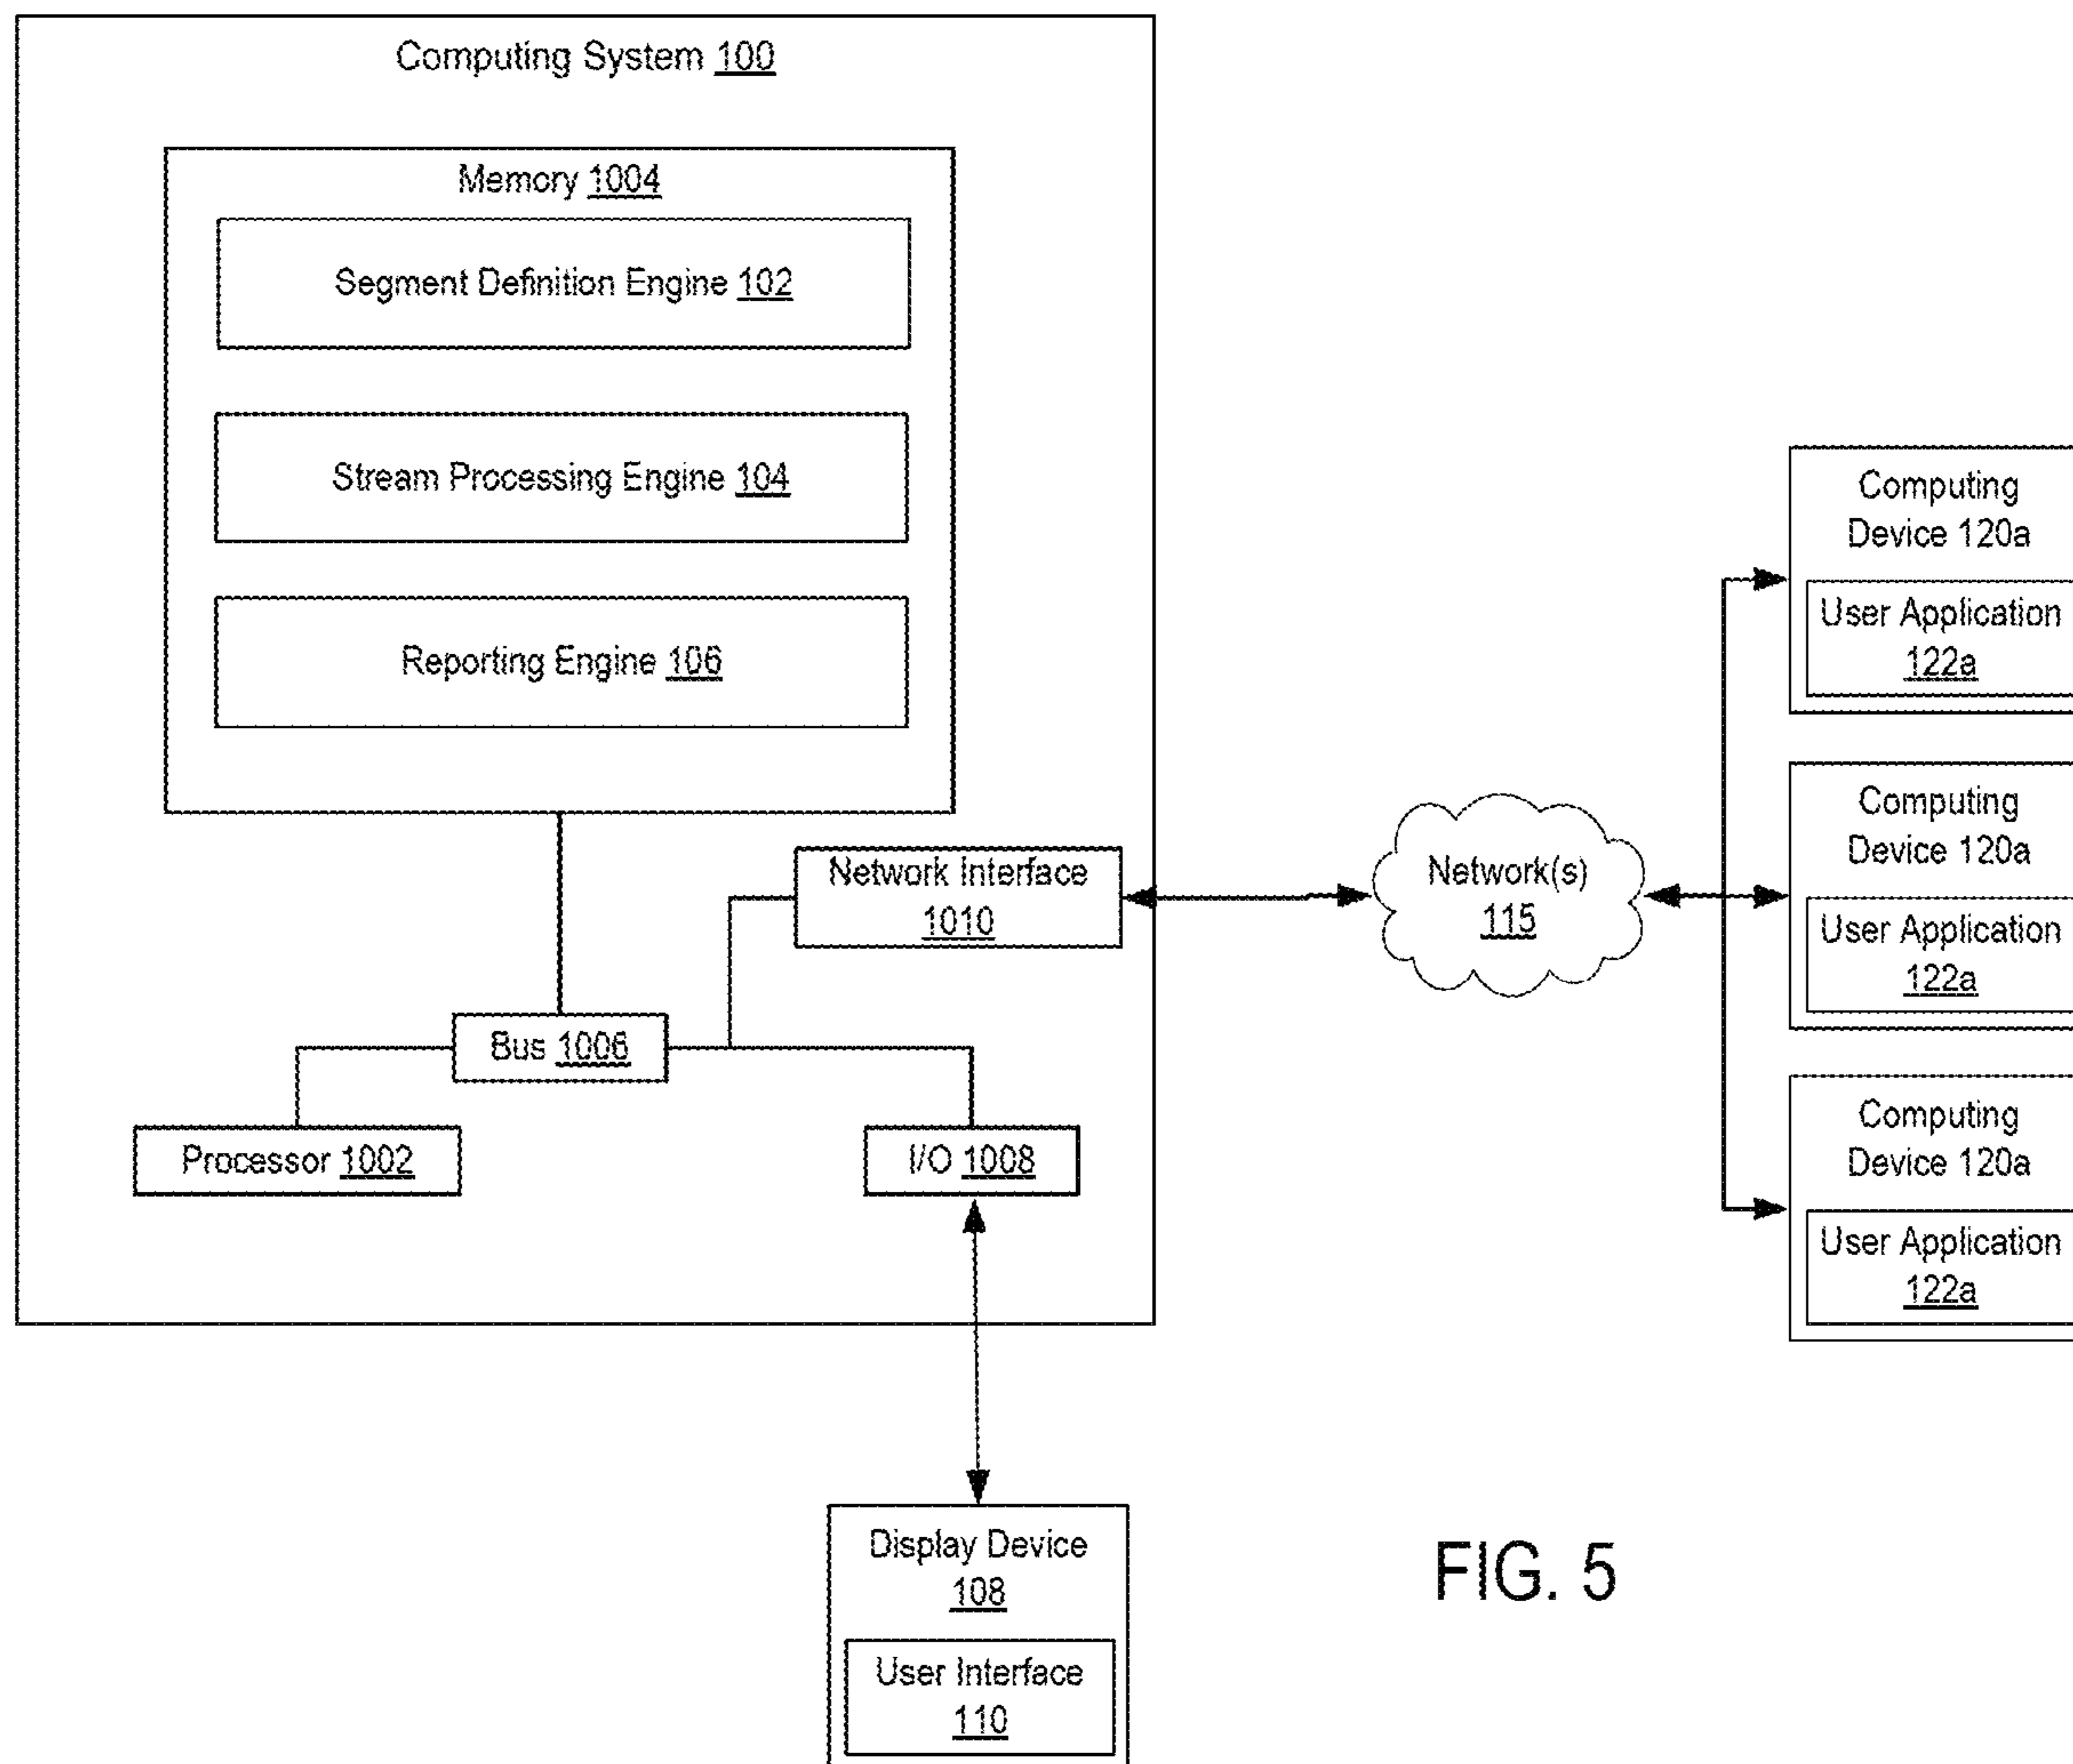 Computing System 100
Memory 1004
Segment Definition Engine 102
Stream Processing Engine 104
Reporting Engine 106
Network Interface
1010
Bus 1006
Processor 1002
I/O 1008
Network(s)
115
Computing
Device 120a
User Application
122a
Computing
Device 120a
User Application
122a
Computing
Device 120a
User Application
122a
Display Device
108
User Interface
110
FIG. 5